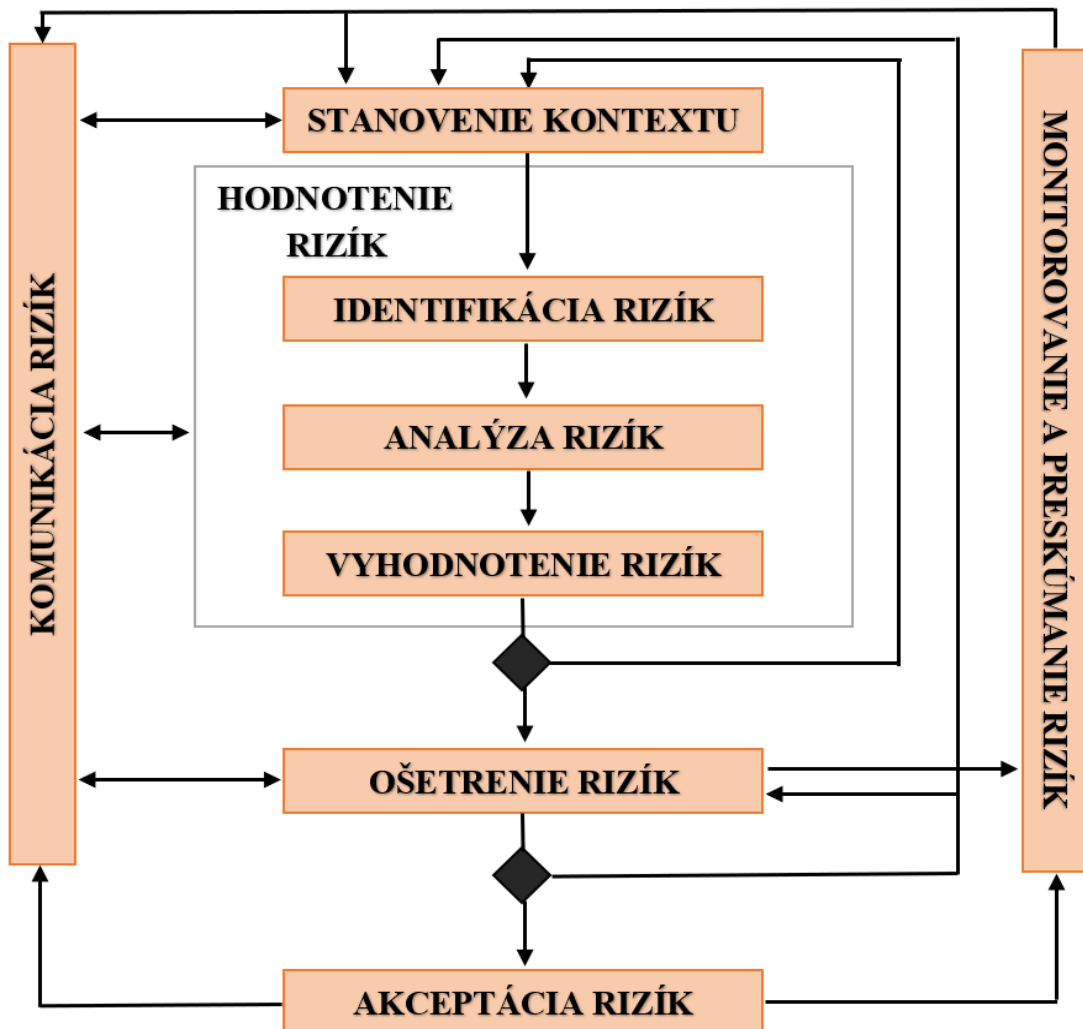 STANOVENIE KONTEXTU
HODNOTENIE
RIZÍK
IDENTIFIKÁCIA RIZÍK
ANALÝZA RIZÍK
VYHODNOTENIE RIZÍK
OŠETRENIE RIZÍK
AKCEPTÁCIA RIZÍK
KOMUNIKÁCIA RIZÍK
MONITOROVANIE A PRESKÚMANIE RIZÍK